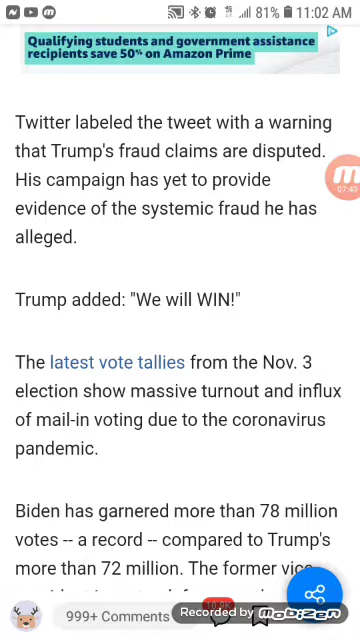 81% 11:02 AM
Qualifying students and government assistance
recipients save 50% on Amazon Prime
Twitter labeled the tweet with a warning
that Trump's fraud claims are disputed.
His campaign has yet to provide
evidence of the systemic fraud he has
alleged.
07:43
Trump added: "We will WIN!"
The latest vote tallies from the Nov. 3
election show massive turnout and influx
of mail-in voting due to the coronavirus
pandemic.
Biden has garnered more than 78 million
votes -- a record -- compared to Trump's
more than 72 million. The former vice
999+ Comments
Recorded by mobizen